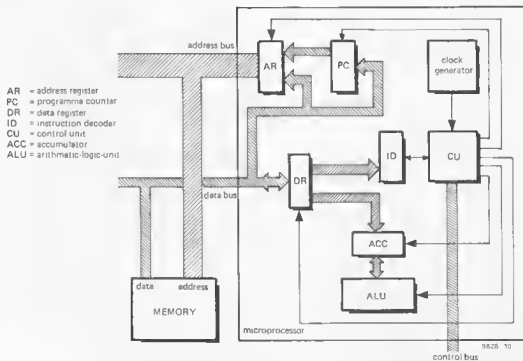 AR = address register
PC = programme counter
DR = data register
ID = instruction decoder
CU = control unit
ACC = accumulator
ALU = arithmetic-logic-unit
address bus
AR
PC
clock
generator
data bus
DR
ID
CU
ACC
ALU
data address
MEMORY
microprocessor
9828 10
control bus